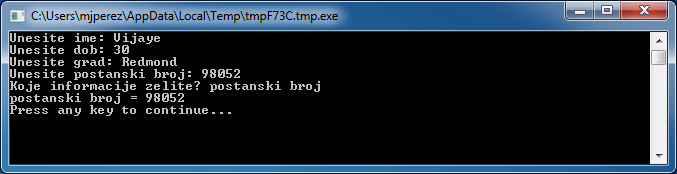 C:\Users\mjperez\AppData\Local\Temp\tmpF73C.tmp.exe
Unesite ime: Vijaye
Unesite dob: 30
Unesite grad: Redmond
Unesite postanski broj: 98052
Koje informacije zelite? postanski broj
postanski broj = 98052
Press any key to continue...